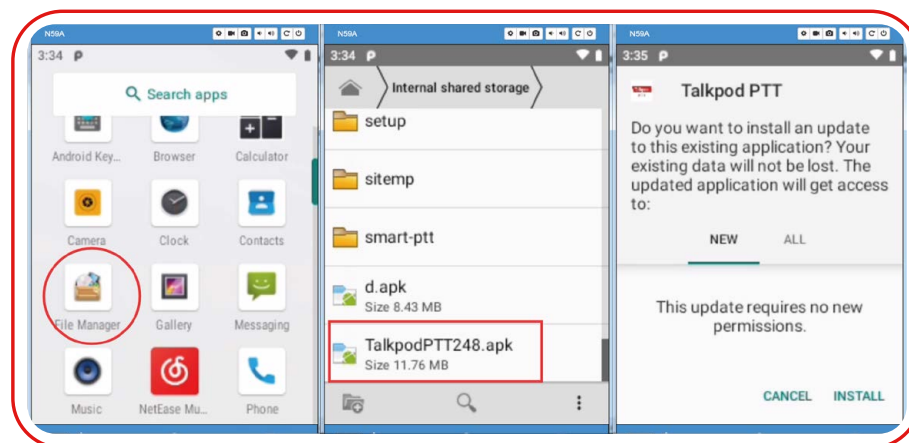 N59A
3:34
Search apps
Android Key...
Browser
Calculator
Camera
Clock
Contacts
File Manager
Gallery
Messaging
Music
NetEase Mu...
Phone
N59A
3:34
Internal shared storage
setup
sitemp
smart-ptt
d.apk
Size 8.43 MB
TalkpodPTT248.apk
Size 11.76 MB
N59A
3:35
Talkpod PTT
Do you want to install an update
to this existing application? Your
existing data will not be lost. The
updated application will get access
to:
NEW ALL
This update requires no new
permissions.
CANCEL INSTALL